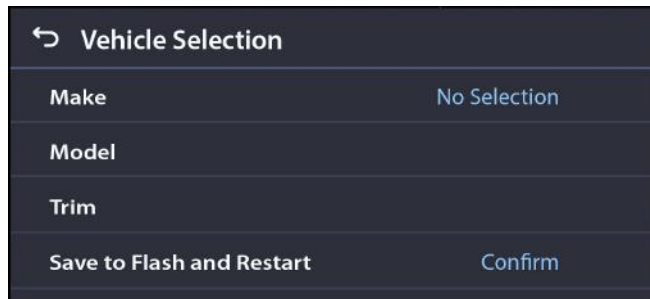 Vehicle Selection
Make No Selection
Model
Trim
Save to Flash and Restart Confirm